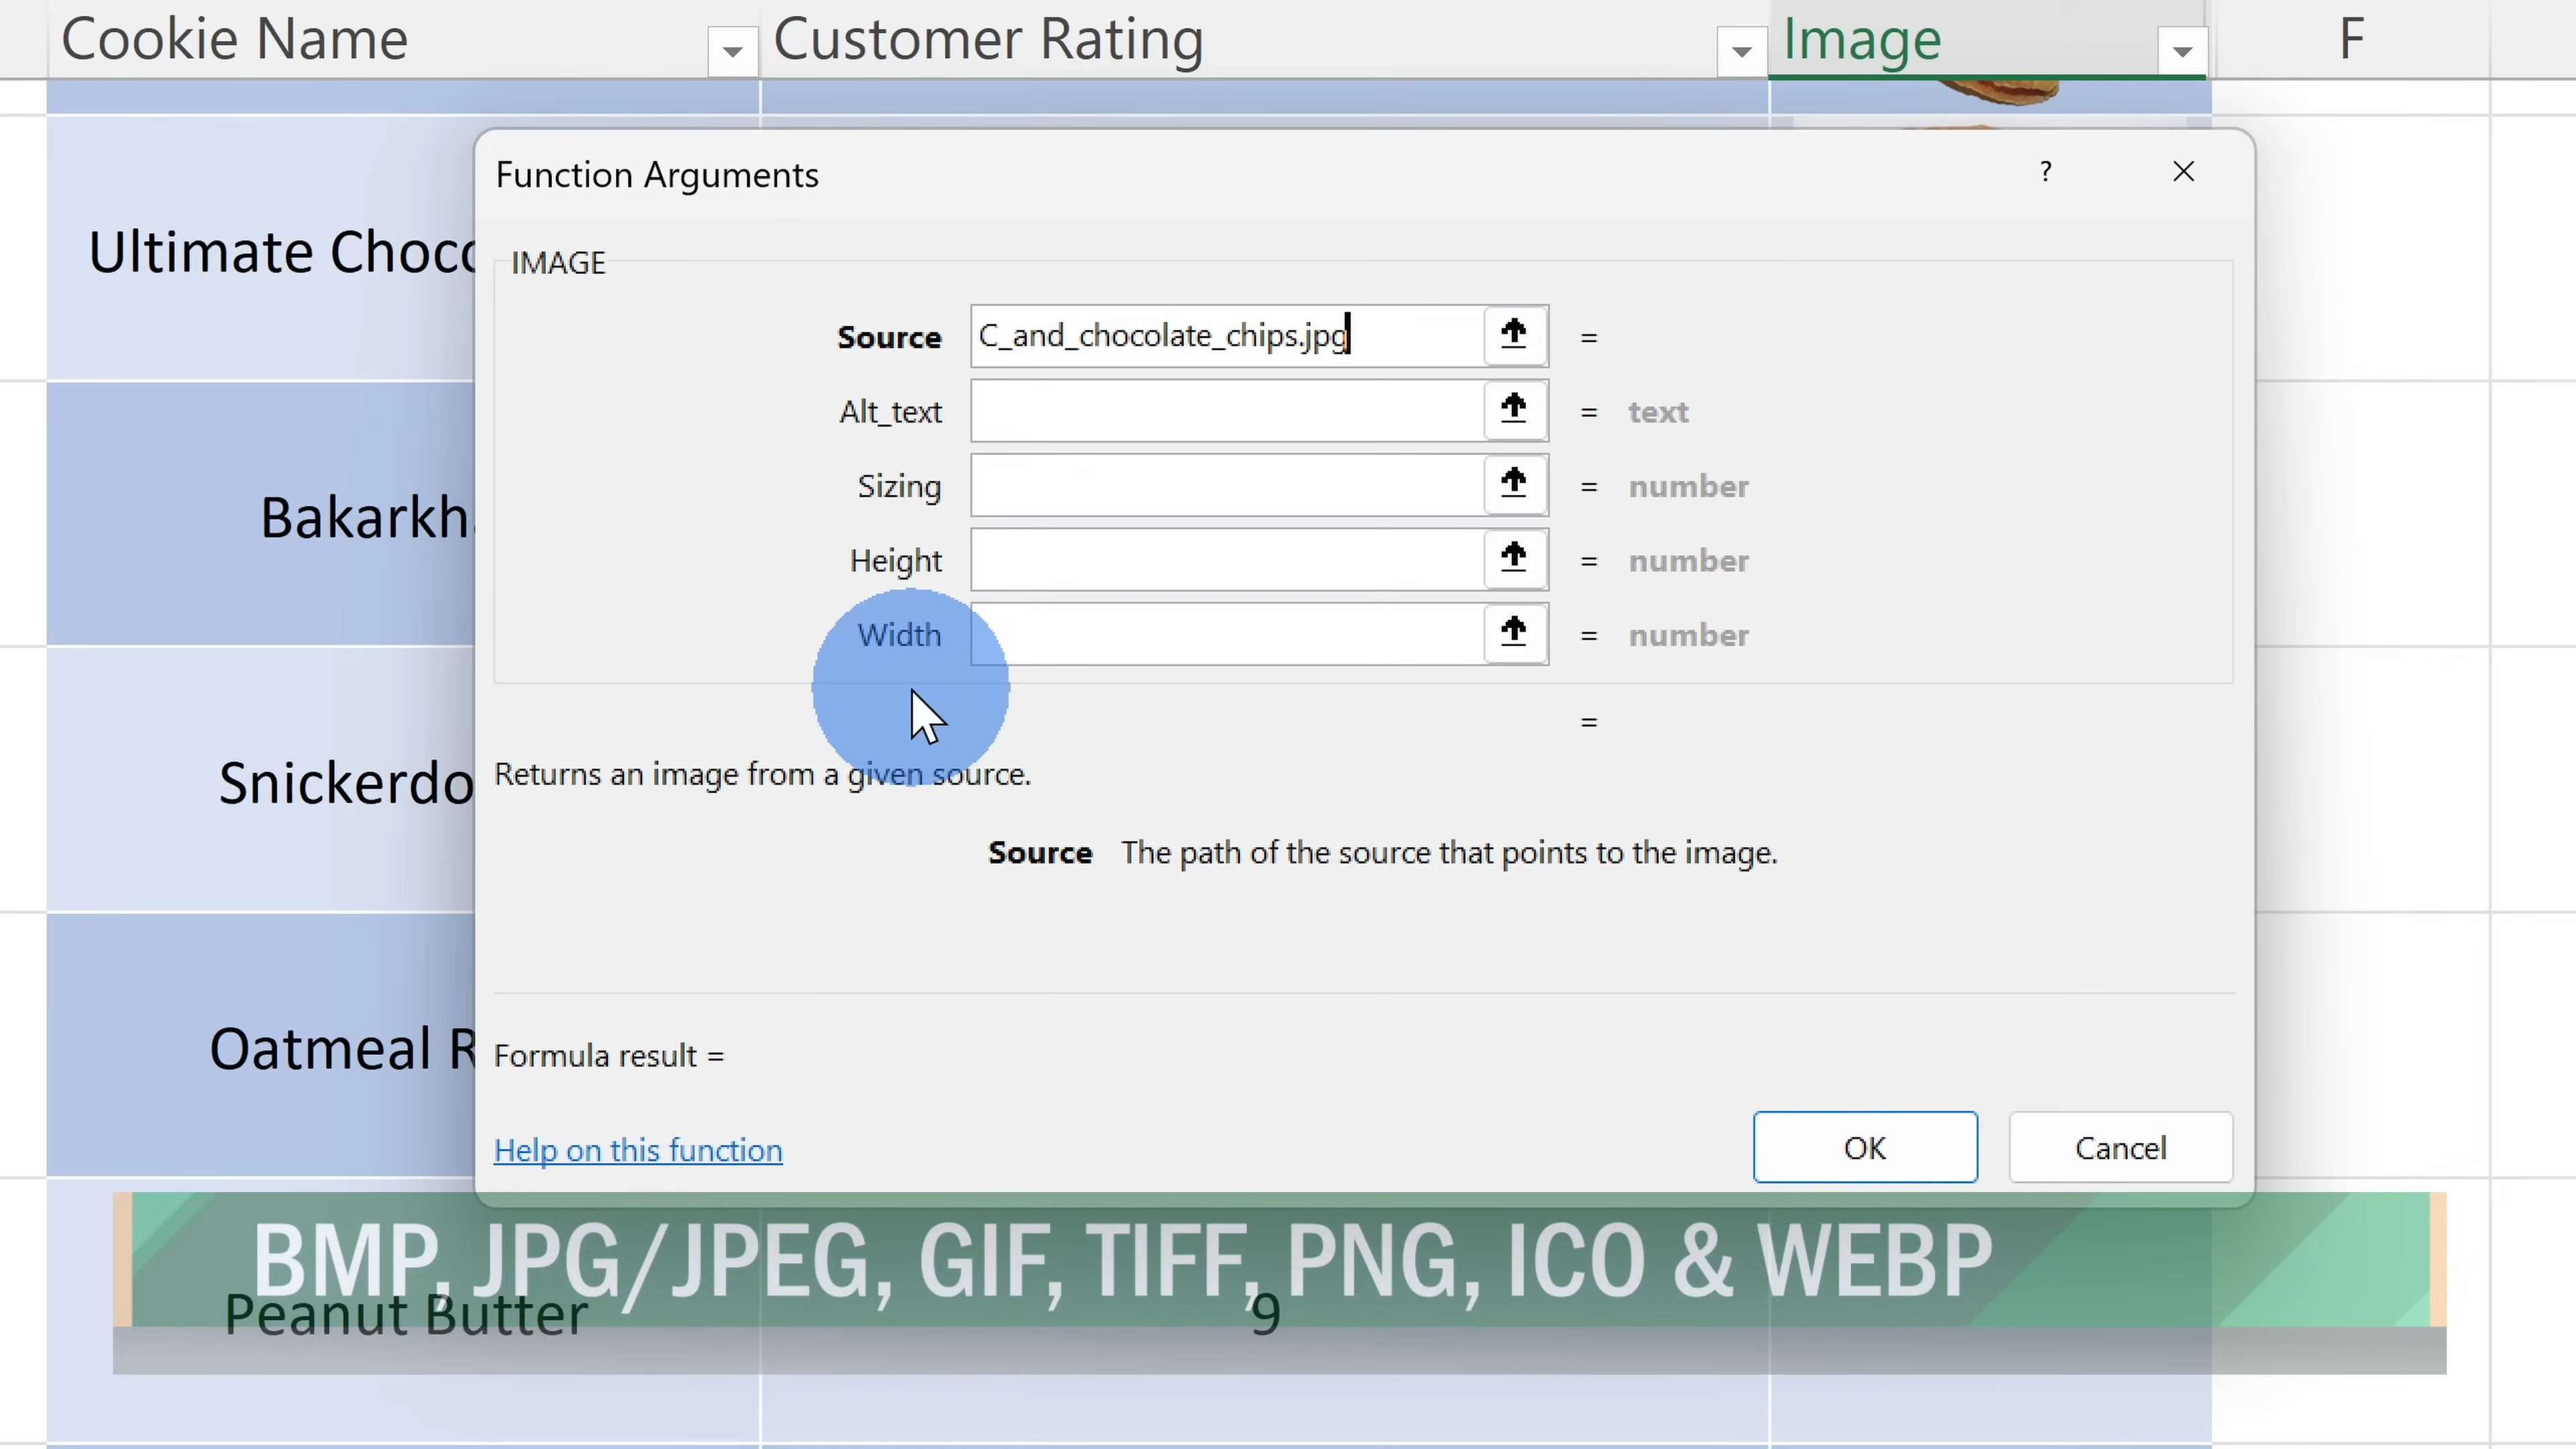 Cookie Name
Customer Rating
Image
F
Function Arguments
?
IMAGE
Source C_and_chocolate_chips.jpg =
Alt_text = text
Sizing = number
Height = number
Width = number
=
Returns an image from a given source.
Source The path of the source that points to the image.
Formula result =
Help on this function
OK
Cancel
Ultimate Choco
Bakarkha
Snickerdo
Oatmeal R
BMP, JPG/JPEG, GIF, TIFF, PNG, ICO & WEBP
Peanut Butter
9